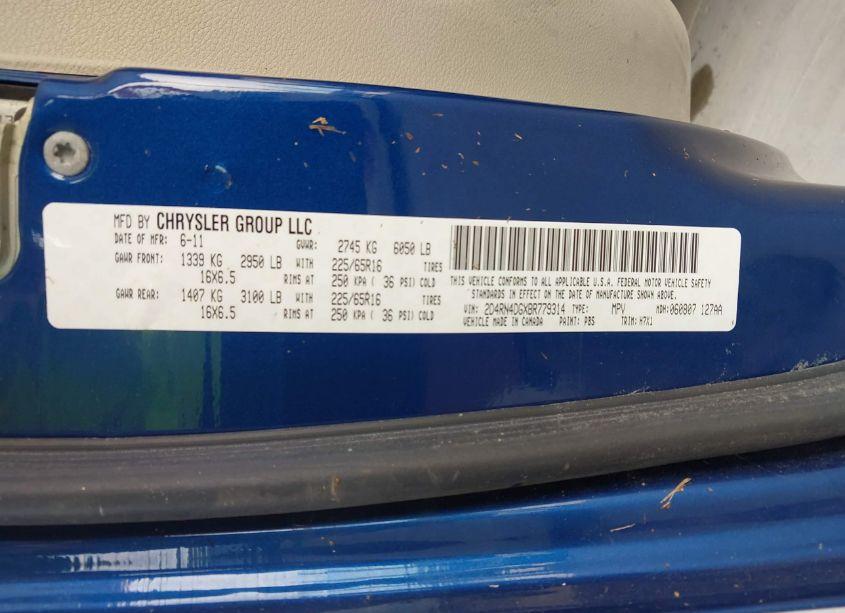 MFD BY CHRYSLER GROUP LLC
DATE OF MFR: 6-11 GVWR: 2745 KG 6050 LB
GAWR FRONT: 1339 KG 2950 LB WITH 225/65R16 TIRES
16X6.5 RIMS AT 250 KPA ( 36 PSI) COLD
GAWR REAR: 1407 KG 3100 LB WITH 225/65R16 TIRES
16X6.5 RIMS AT 250 KPA ( 36 PSI) COLD
THIS VEHICLE CONFORMS TO ALL APPLICABLE U.S.A. FEDERAL MOTOR VEHICLE SAFETY
STANDARDS IN EFFECT ON THE DATE OF MANUFACTURE SHOWN ABOVE.
VIN: 2D4RN4DGXBR779314 TYPE: MPV MDH: 060807 127AA
VEHICLE MADE IN CANADA PAINT: PBS TRIM: H7X1